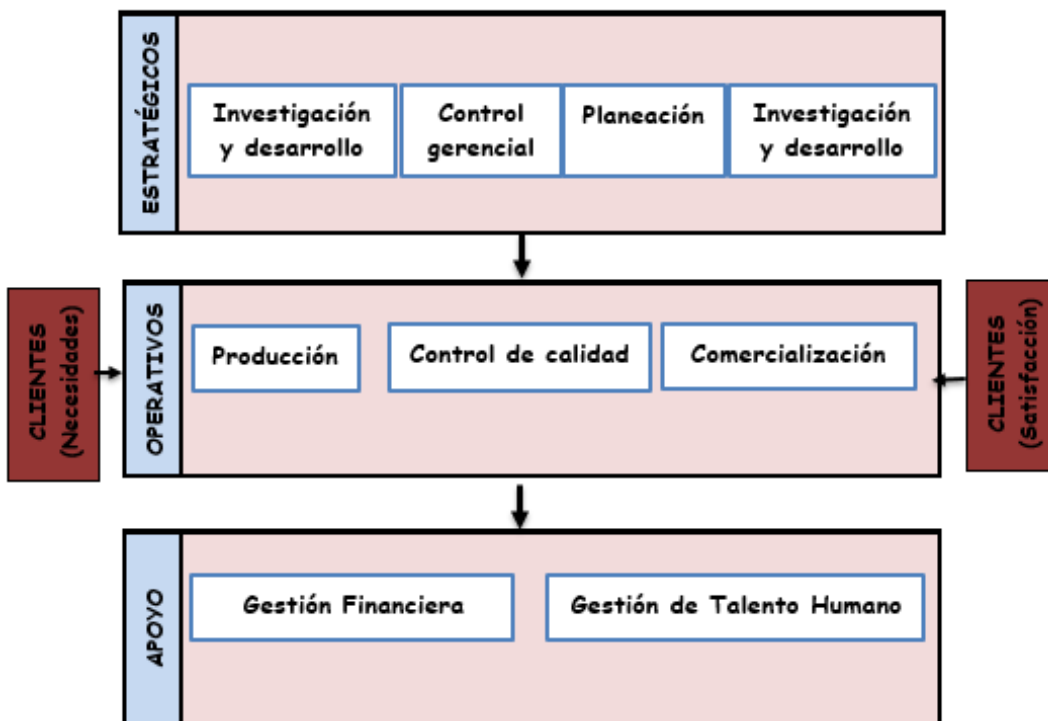 ESTRATÉGICOS
Investigación
y desarrollo
Control
gerencial
Planeación
Investigación
y desarrollo
CLIENTES
(Necesidades)
OPERATIVOS
Producción
Control de calidad
Comercialización
CLIENTES
(Satisfacción)
APOYO
Gestión Financiera
Gestión de Talento Humano